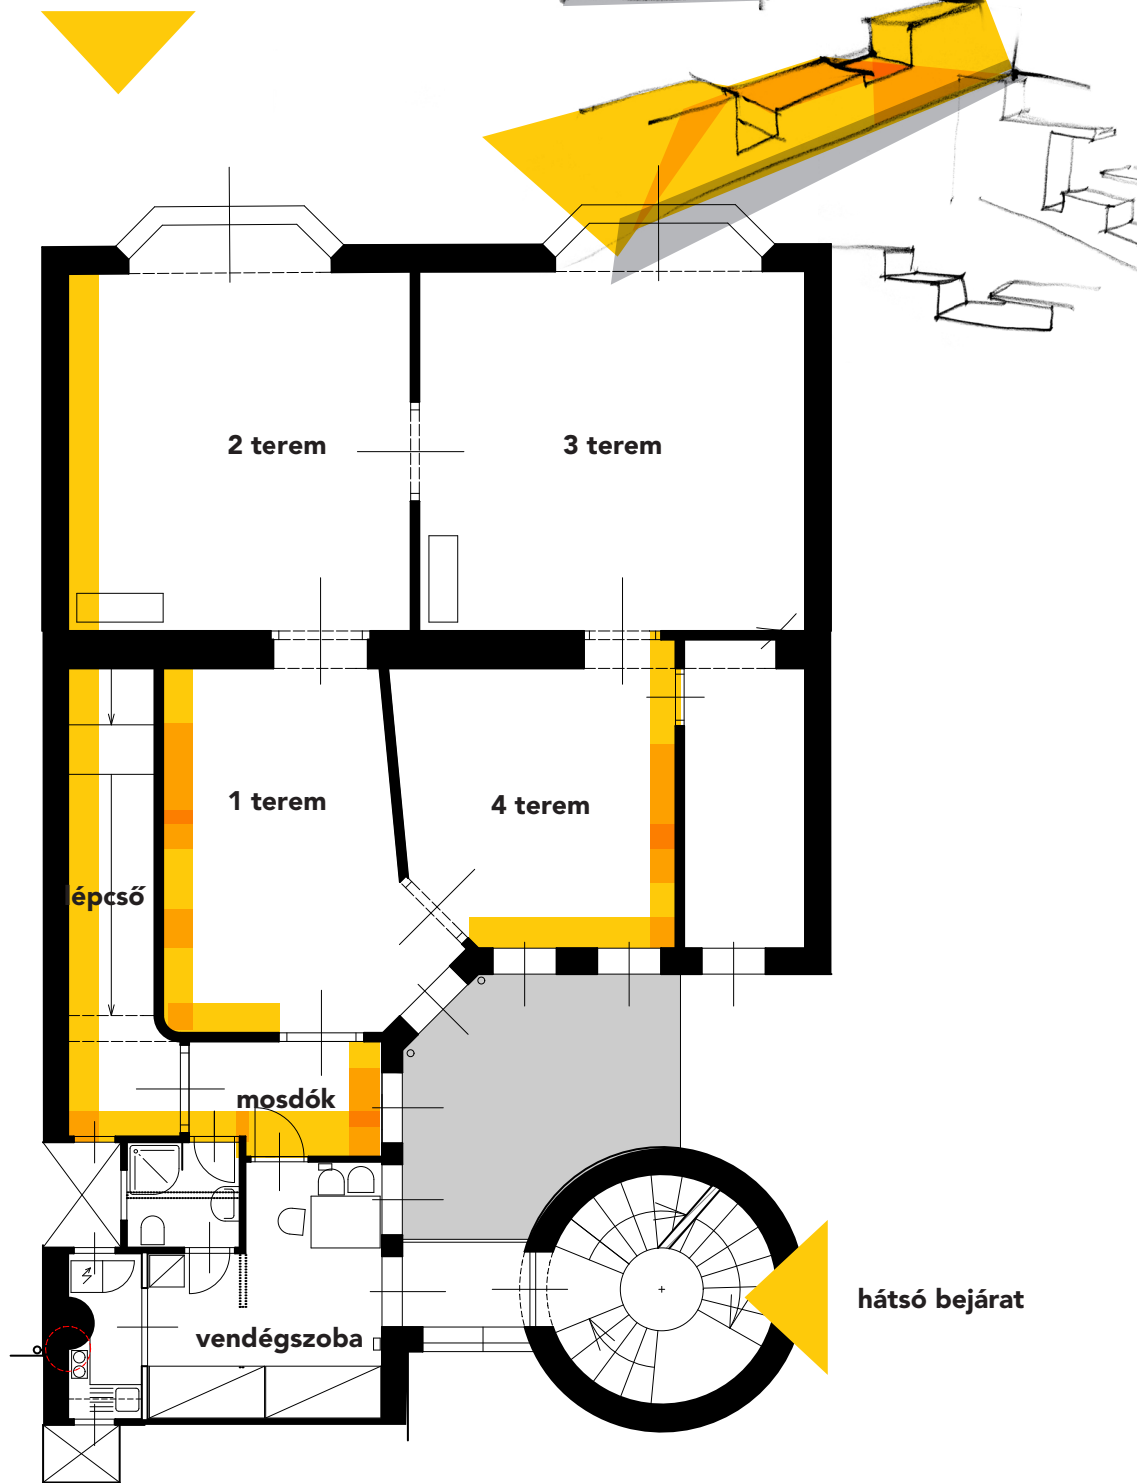 2 terem
3 terem
1 terem
4 terem
lépcső
mosdók
hátsó bejárat
vendégszoba